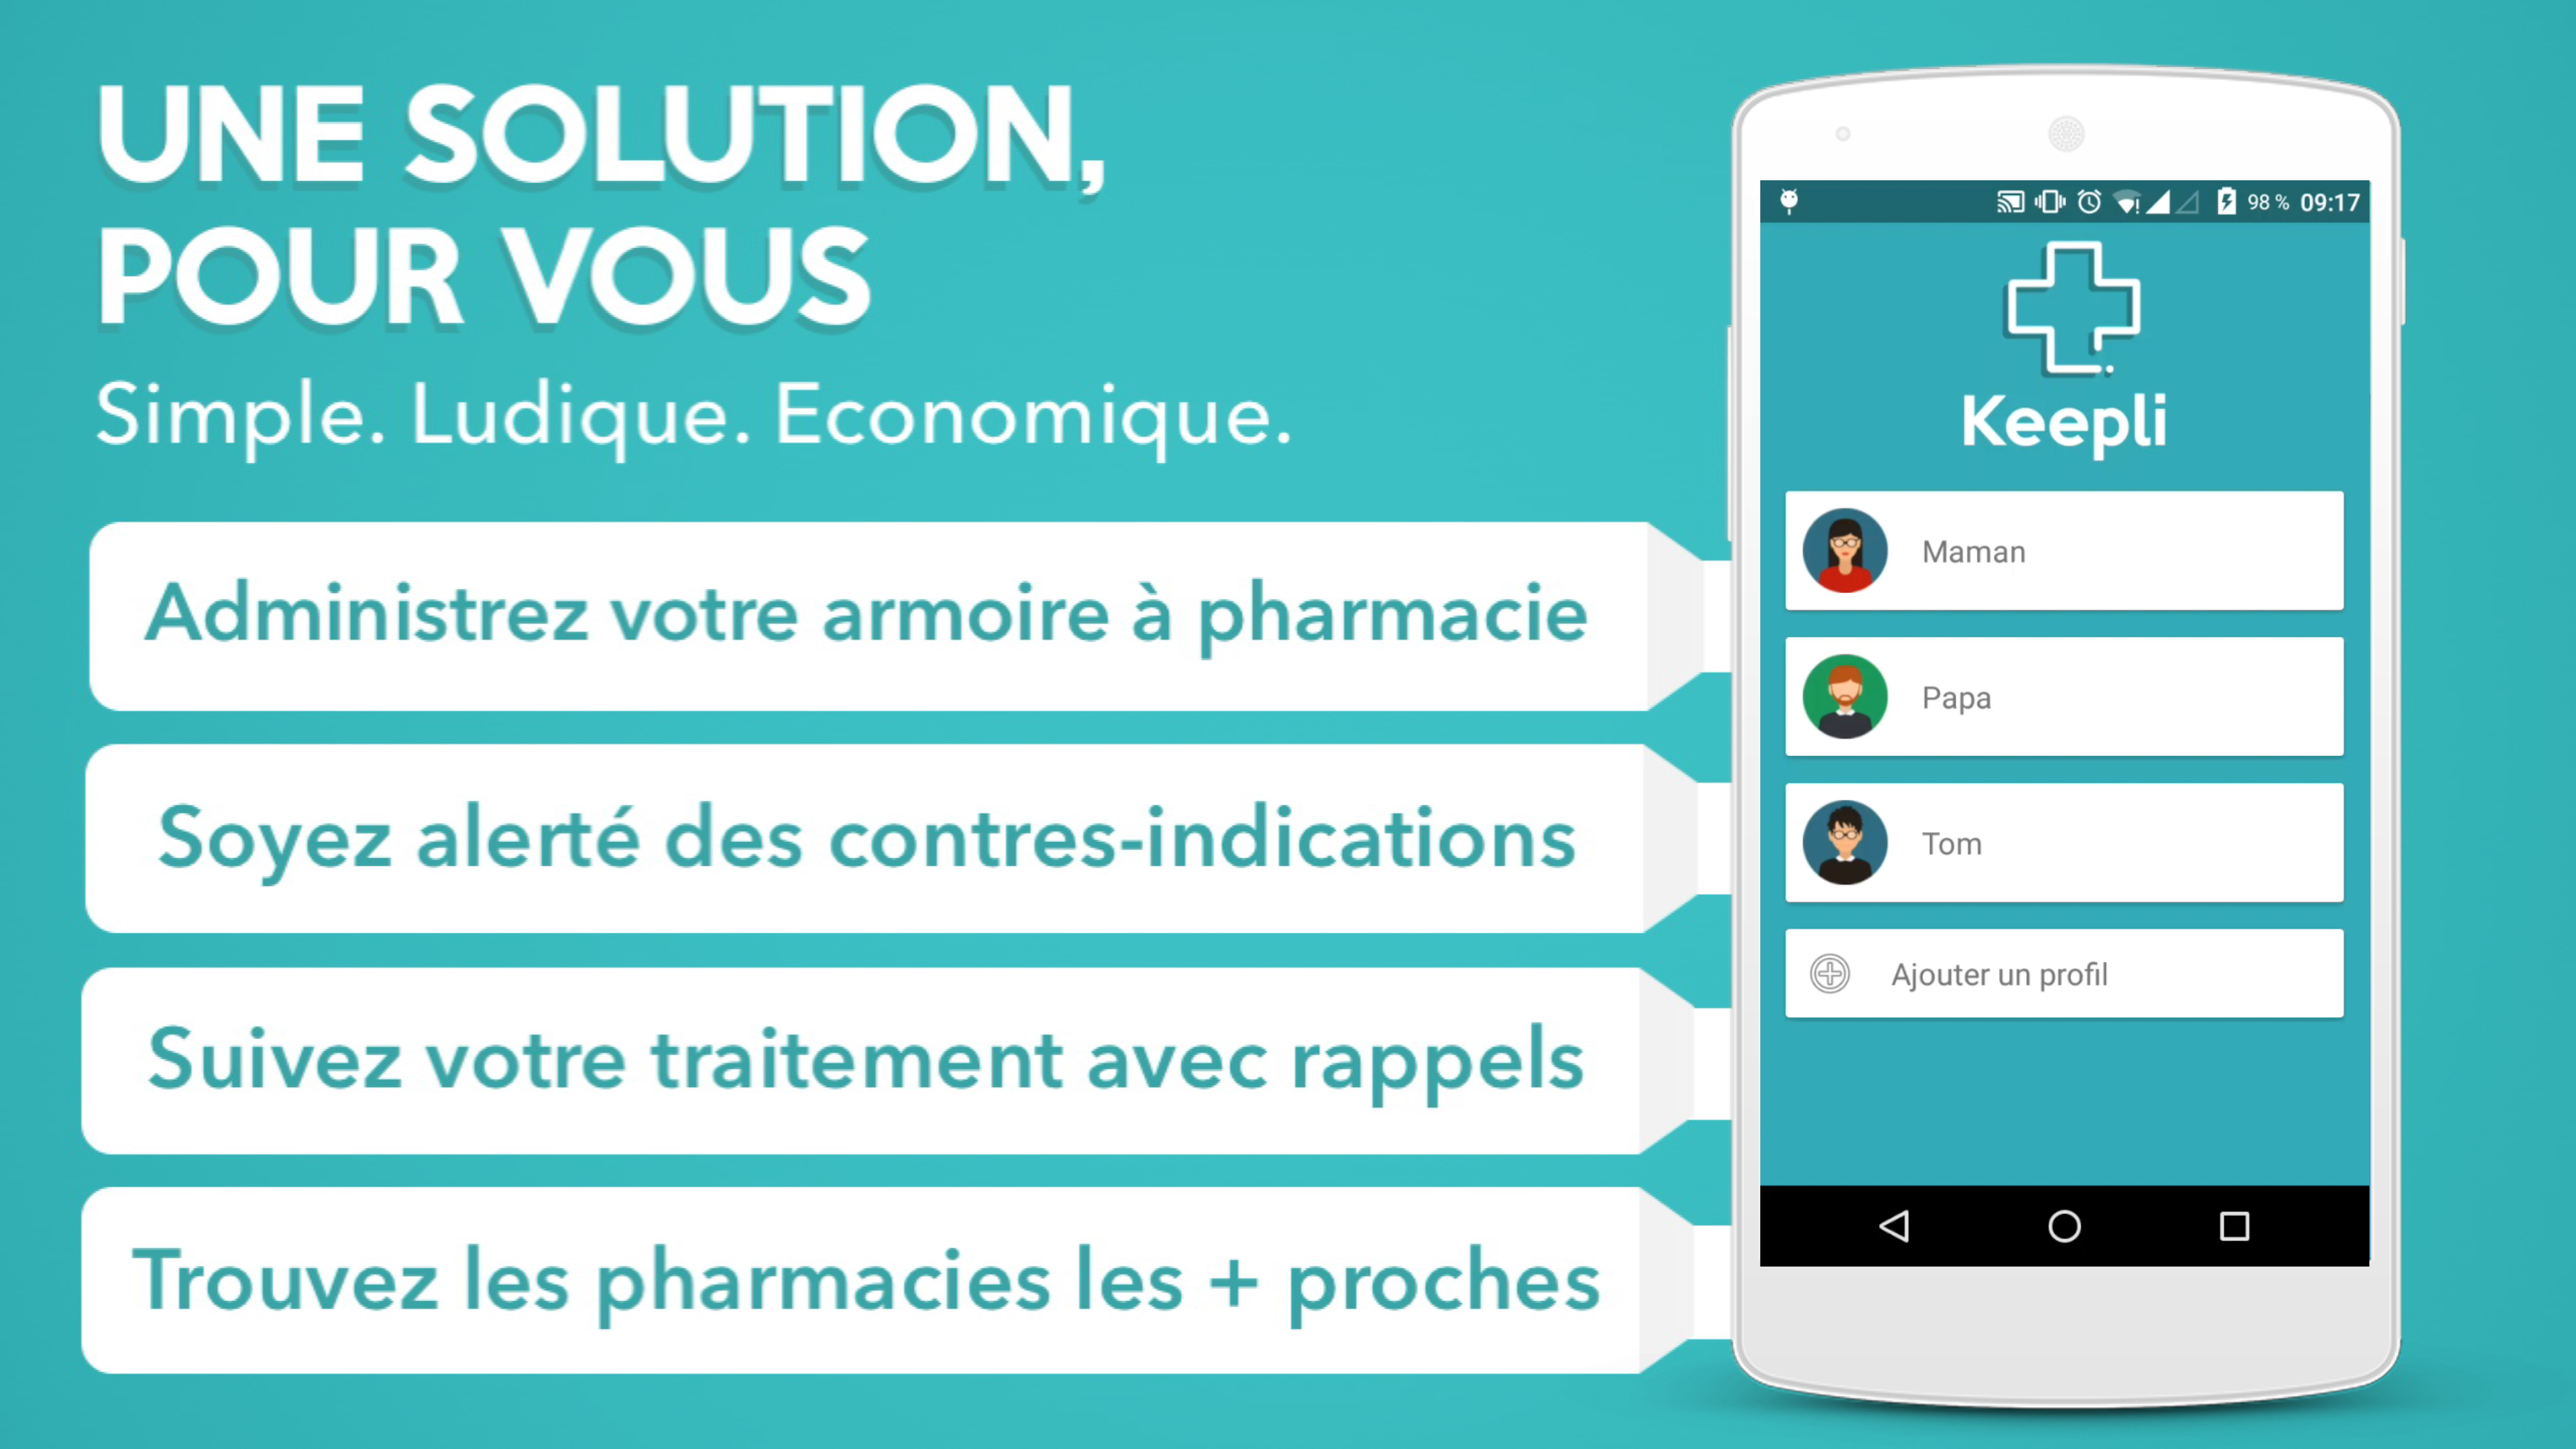 UNE SOLUTION,
POUR VOUS
Simple. Ludique. Economique.
Administrez votre armoire à pharmacie
Soyez alerté des contres-indications
Suivez votre traitement avec rappels
Trouvez les pharmacies les + proches
98 % 09:17
Keepli
Maman
Papa
Tom
Ajouter un profil